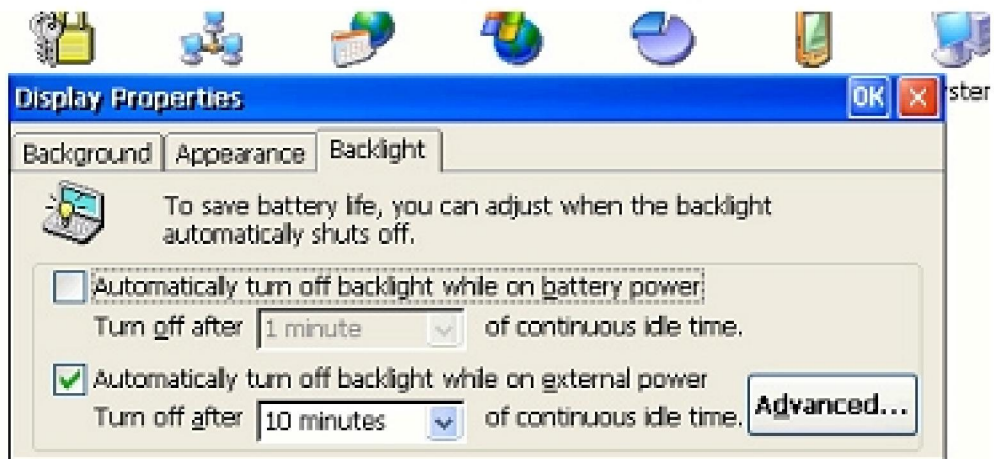 ster
Display Properties OK
Background Appearance Backlight
To save battery life, you can adjust when the backlight
automatically shuts off.
Automatically turn off backlight while on battery power
Turn off after 1 minute of continuous idle time.
Automatically turn off backlight while on external power
Turn off after 10 minutes of continuous idle time.
Advanced...